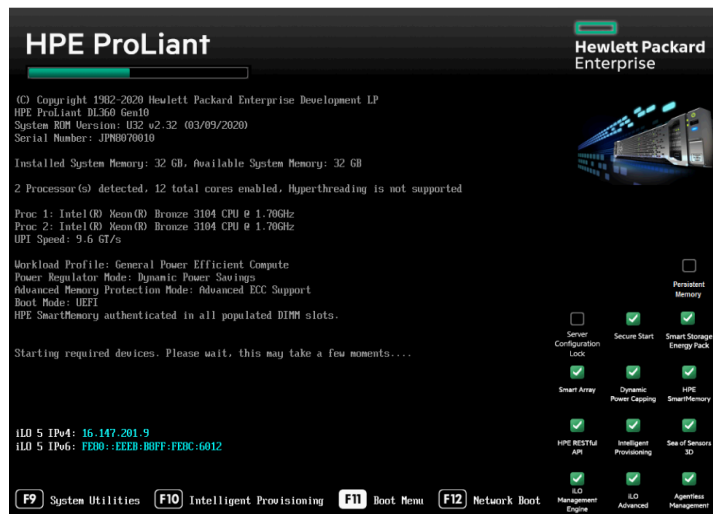 HPE ProLiant
Hewlett Packard
Enterprise
(C) Copyright 1982-2020 Hewlett Packard Enterprise Development LP
HPE ProLiant DL360 Gen10
System ROM Version: U32 v2.32 (03/09/2020)
Serial Number: JPN8070010
Installed System Memory: 32 GB, Available System Memory: 32 GB
2 Processor(s) detected, 12 total cores enabled, Hyperthreading is not supported
Proc 1: Intel(R) Xeon(R) Bronze 3104 CPU @ 1.70GHz
Proc 2: Intel(R) Xeon(R) Bronze 3104 CPU @ 1.70GHz
UPI Speed: 9.6 GT/s
Workload Profile: General Power Efficient Compute
Power Regulator Mode: Dynamic Power Savings
Advanced Memory Protection Mode: Advanced ECC Support
Boot Mode: UEFI
HPE SmartMemory authenticated in all populated DIMM slots.
Starting required devices. Please wait, this may take a few moments....
Persistent
Memory
Server
Configuration
Lock
Secure Start
Smart Storage
Energy Pack
Smart Array
Dynamic
Power Capping
HPE
SmartMemory
HPE RESTful
API
Intelligent
Provisioning
Sea of Sensors
3D
iLO
Management
Engine
iLO
Advanced
Agentless
Management
iLO 5 IPv4: 16.147.201.9
iLO 5 IPv6: FE80::EEEB:B8FF:FE8C:6012
F9 System Utilities F10 Intelligent Provisioning F11 Boot Menu F12 Network Boot